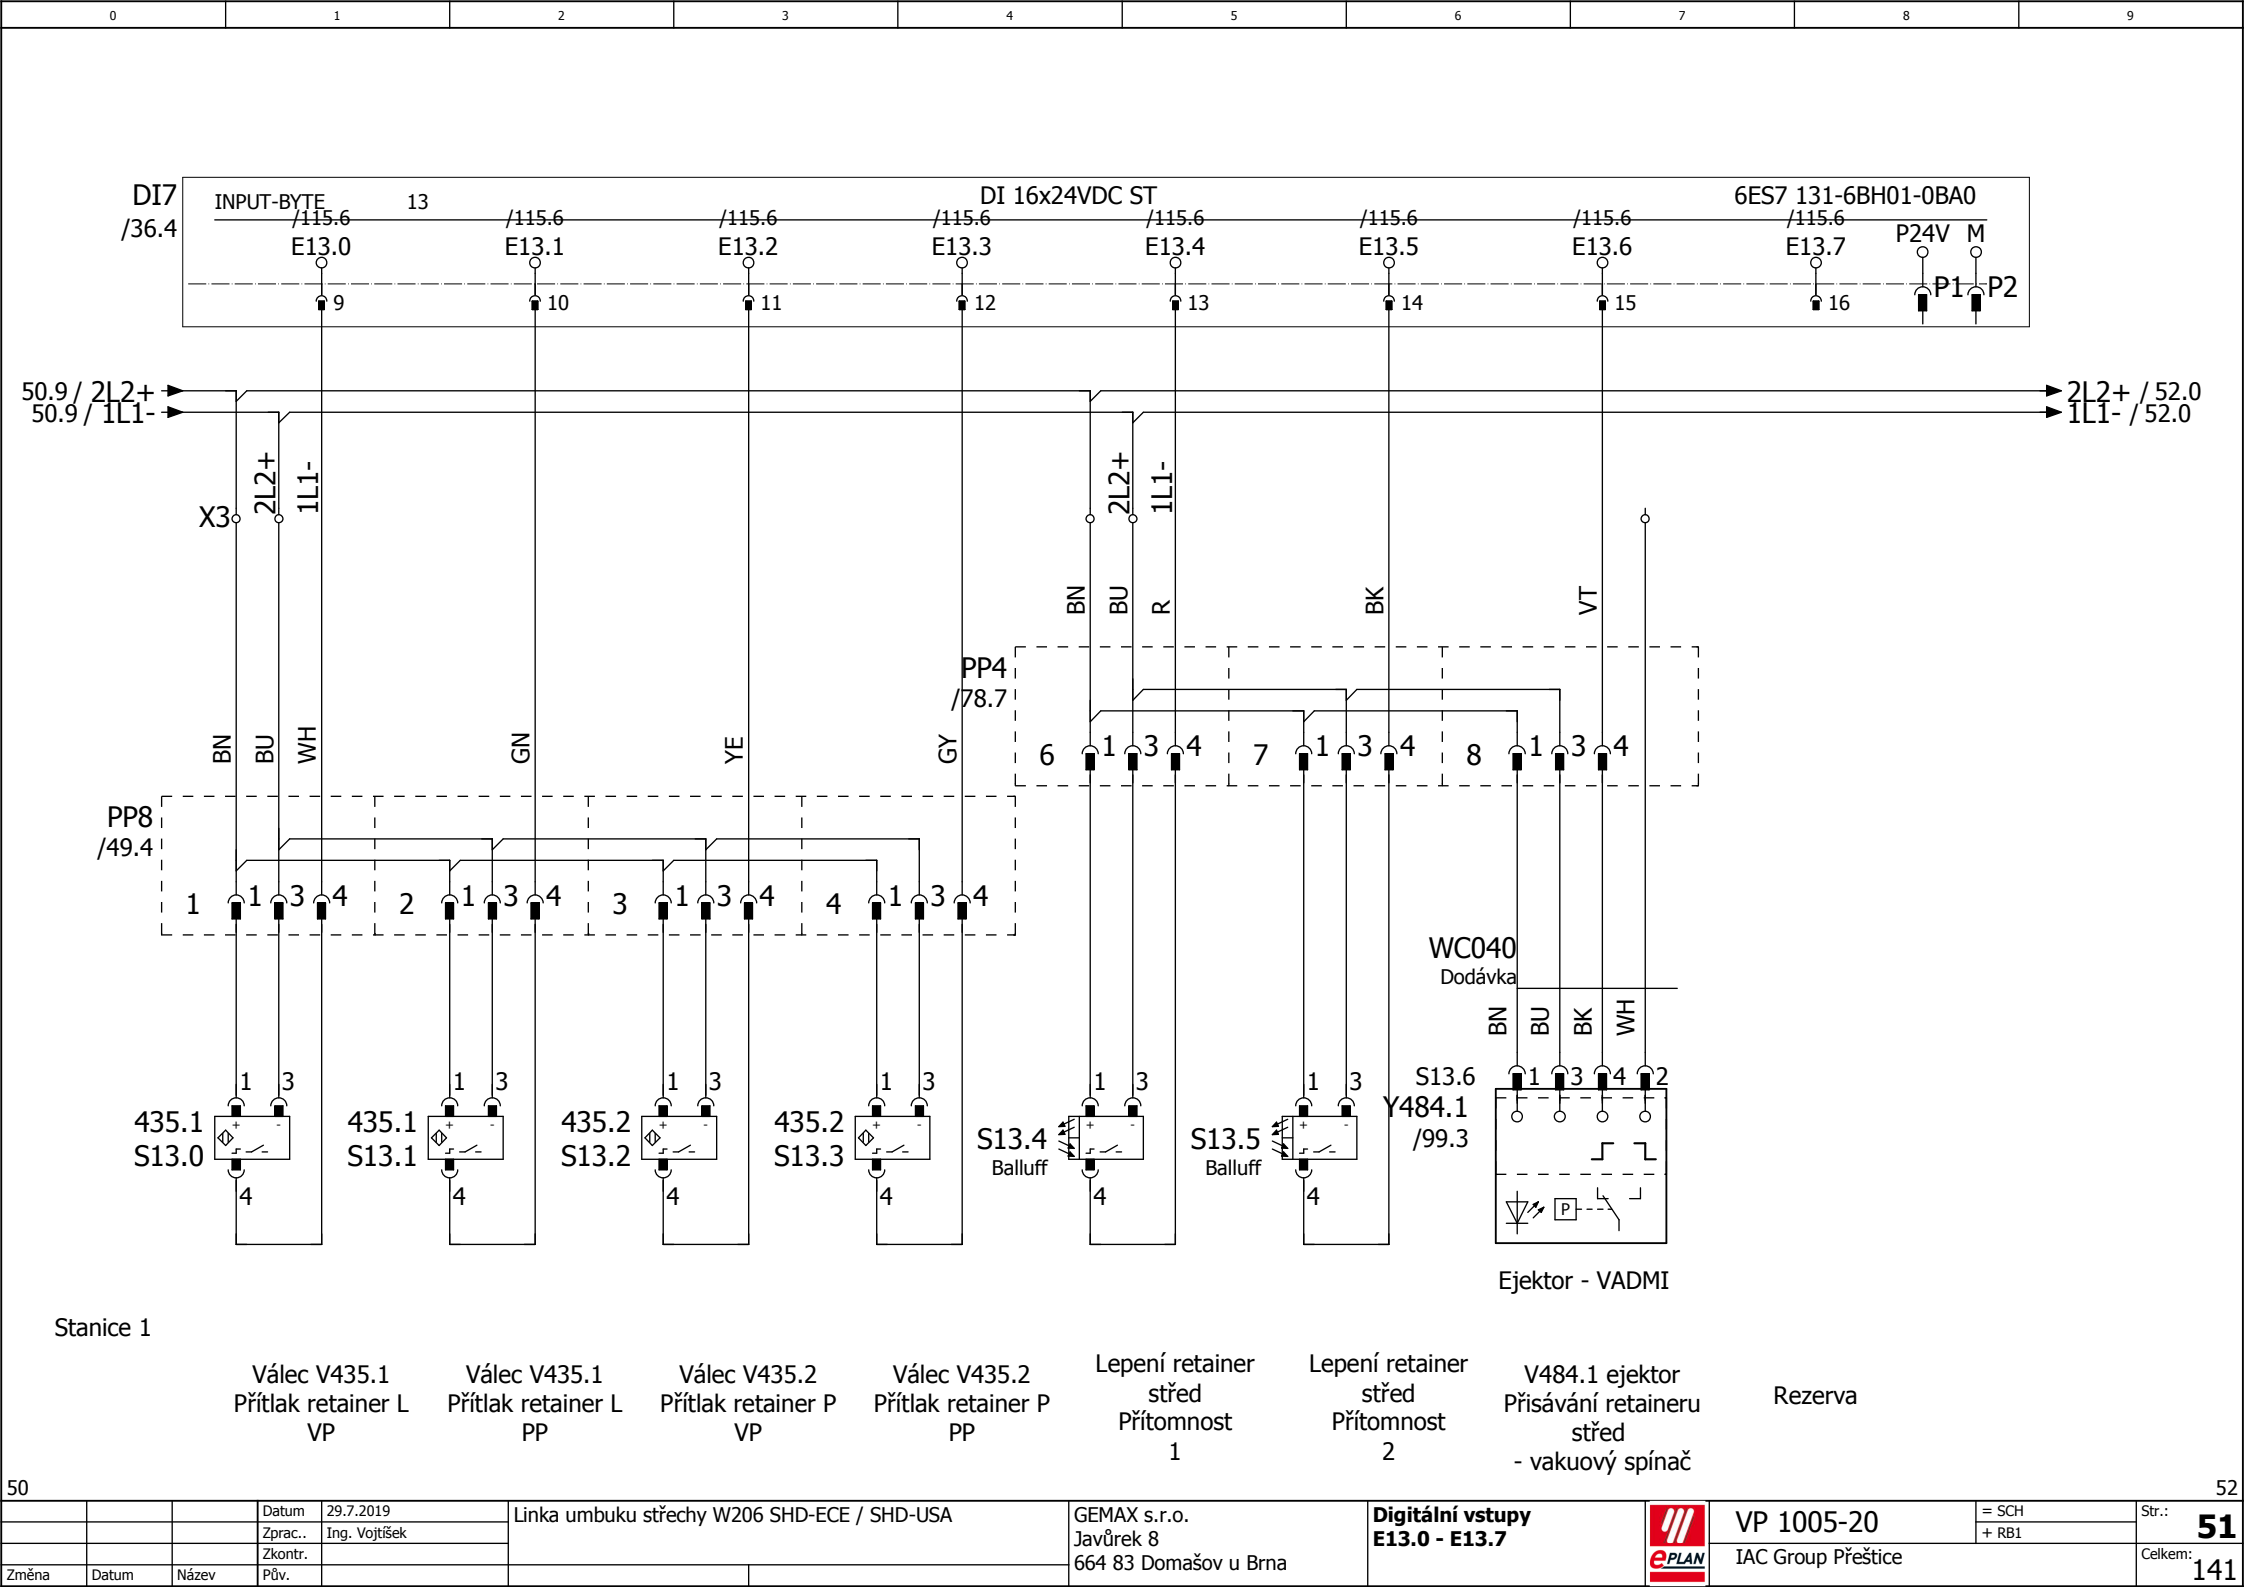 0 1 2 3 4 5 6 7 8 9
DI7
/36.4
INPUT-BYTE 13 DI 16x24VDC ST 6ES7 131-6BH01-0BA0
/115.6 /115.6 /115.6 /115.6 /115.6 /115.6 /115.6 /115.6
E13.0 E13.1 E13.2 E13.3 E13.4 E13.5 E13.6 E13.7 P24V M
9 10 11 12 13 14 15 16 P1 P2
50.9 / 2L2+ 2L2+ / 52.0
50.9 / 1L1- 1L1- / 52.0
X3 2L2+ 1L1- 2L2+ 1L1-
BN BU R BK VT
PP4
/78.7
BN BU WH GN YE GY
6 1 3 4 7 1 3 4 8 1 3 4
PP8
/49.4
1 1 3 4 2 1 3 4 3 1 3 4 4 1 3 4
WC040
Dodávka
BN BU BK WH
1 3 1 3 1 3 1 3 1 3 1 3 S13.6 1 3 4 2
435.1 435.1 435.2 435.2 Y484.1
S13.0 S13.1 S13.2 S13.3 S13.4 S13.5 /99.3
Balluff Balluff
+ - + - + - + - + - + -
4 4 4 4 4 4 P
Ejektor - VADMI
Stanice 1
Válec V435.1
Přítlak retainer L
VP
Válec V435.1
Přítlak retainer L
PP
Válec V435.2
Přítlak retainer P
VP
Válec V435.2
Přítlak retainer P
PP
Lepení retainer
střed
Přítomnost
1
Lepení retainer
střed
Přítomnost
2
V484.1 ejektor
Přisávání retaineru
střed
- vakuový spínač
Rezerva
50 52
Datum 29.7.2019
Zprac.. Ing. Vojtíšek
Zkontr.
Změna Datum Název Pův.
Linka umbuku střechy W206 SHD-ECE / SHD-USA
GEMAX s.r.o.
Javůrek 8
664 83 Domašov u Brna
Digitální vstupy
E13.0 - E13.7
ePLAN
VP 1005-20
IAC Group Přeštice
= SCH
+ RB1
Str.: 51
Celkem: 141